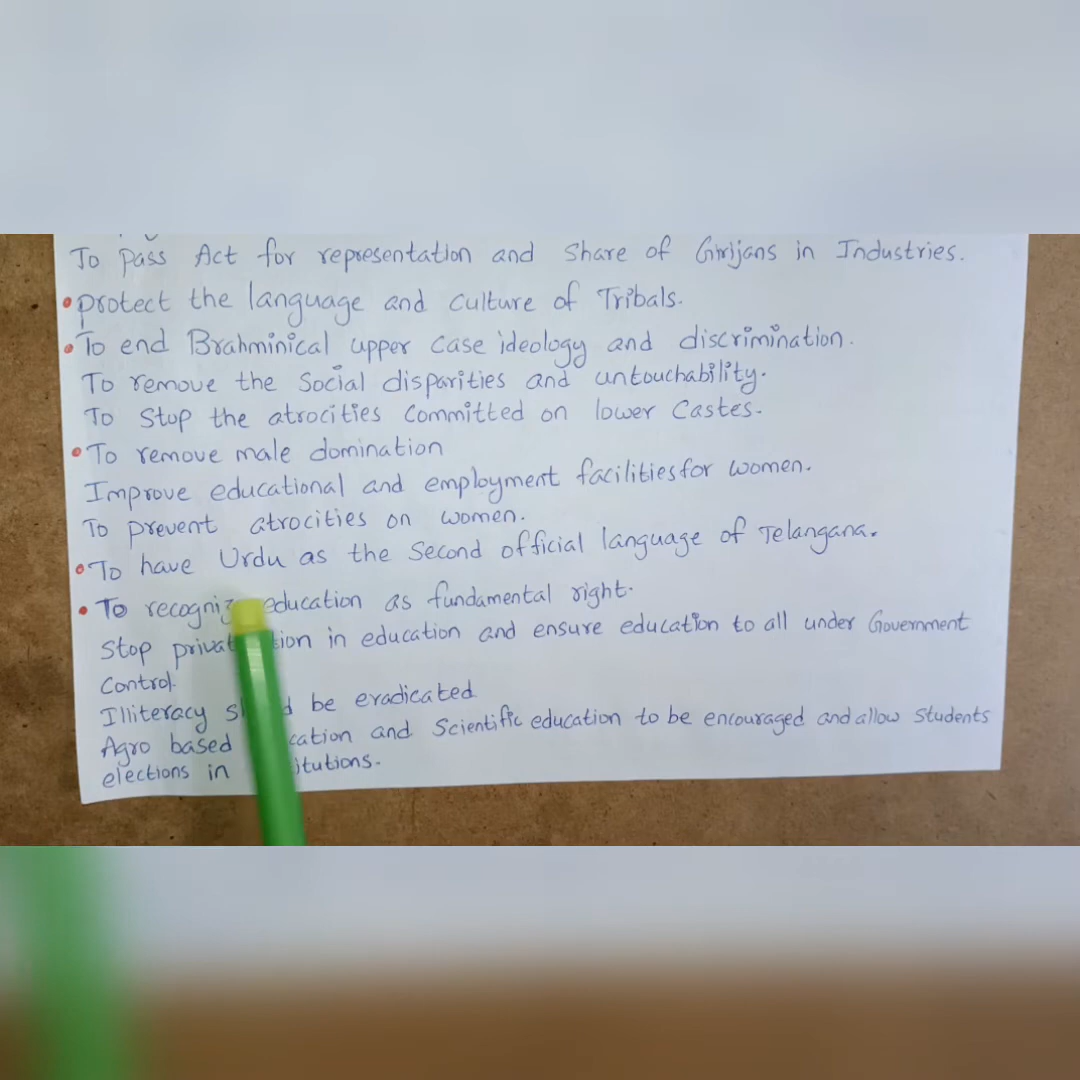 To Pass Act for representation and Share of Girijans in Industries.
• protect the language and culture of Tribals.
• To end Brahminical upper case ideology and discrimination.
To remove the Social disparities and untouchability.
To Stop the atrocities Committed on lower Castes.
• To remove male domination
Improve educational and employment facilities for women.
To prevent atrocities on women.
• To have Urdu as the Second official language of Telangana.
• To education as fundamental right.
Stop in education and ensure education to all under Government
Control.
Illiteracy be eradicated
Agro based and Scientific education to be encouraged and allow Students
elections in